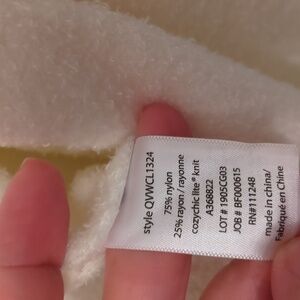 style QVWCL1324
75% nylon
25% rayon / rayonne
cozychic lite® knit
A368822
LOT # 1905CG03
JOB # BF000615
RN#111248
made in china/
Fabriqué en Chine